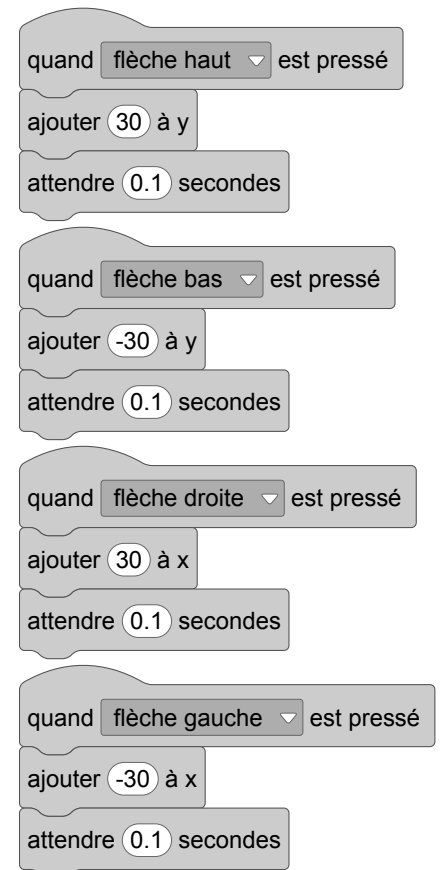 quand flèche haut est pressé
ajouter 30 à y
attendre 0.1 secondes
quand flèche bas est pressé
ajouter -30 à y
attendre 0.1 secondes
quand flèche droite est pressé
ajouter 30 à x
attendre 0.1 secondes
quand flèche gauche est pressé
ajouter -30 à x
attendre 0.1 secondes